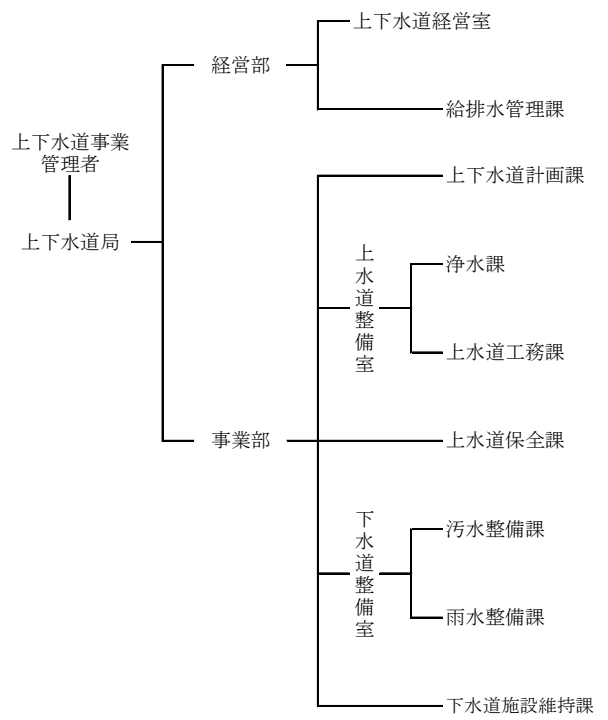 上下水道事業
管理者
上下水道局
経営部
上下水道経営室
給排水管理課
事業部
上下水道計画課
上水道整備室
浄水課
上水道工務課
上水道保全課
下水道整備室
汚水整備課
雨水整備課
下水道施設維持課